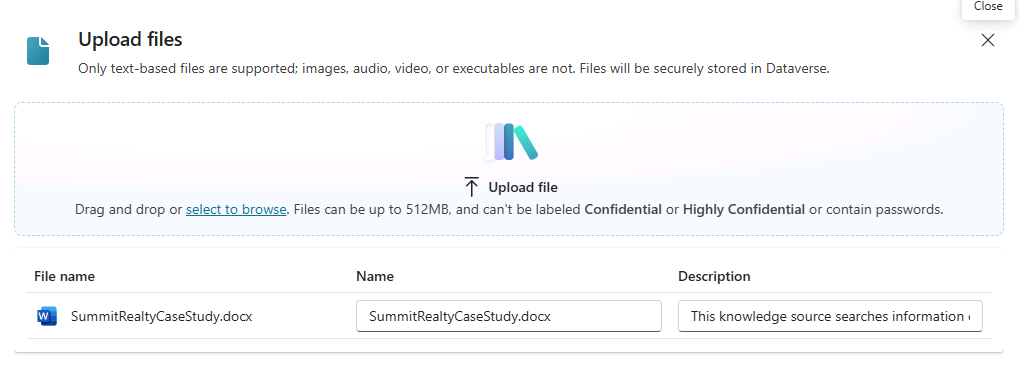 Close
Upload files
Only text-based files are supported; images, audio, video, or executables are not. Files will be securely stored in Dataverse.
Upload file
Drag and drop or select to browse. Files can be up to 512MB, and can't be labeled Confidential or Highly Confidential or contain passwords.
File name Name Description
W SummitRealtyCaseStudy.docx SummitRealtyCaseStudy.docx This knowledge source searches information